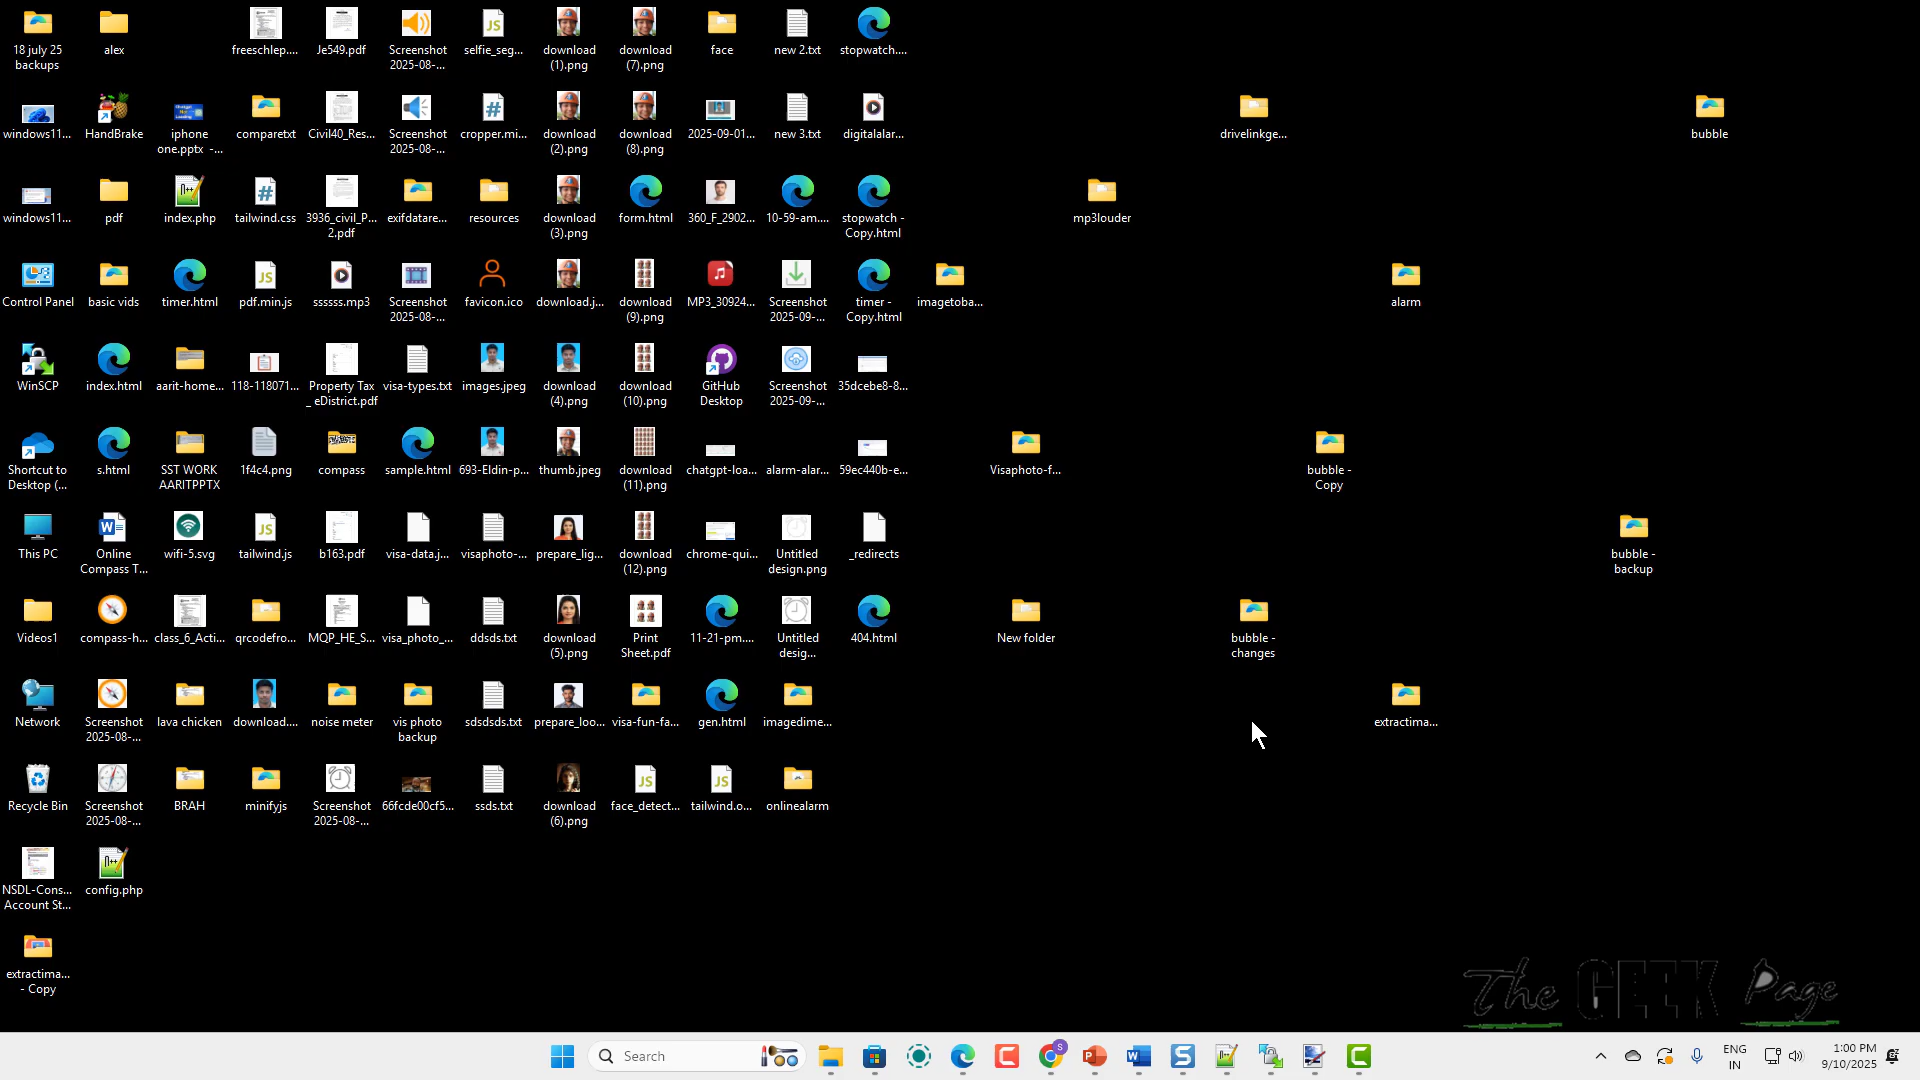 18 july 25
backups
alex
freeschlep....
Je549.pdf
Screenshot
2025-08-...
selfie_seg...
download
(1).png
download
(7).png
face
new 2.txt
stopwatch....
windows11...
HandBrake
iphone
one.pptx -...
comparetxt
Civil40_Res...
Screenshot
2025-08-...
cropper.mi...
download
(2).png
download
(8).png
2025-09-01...
new 3.txt
digitalalar...
drivelinkge...
bubble
windows11...
pdf
index.php
tailwind.css
3936_civil_P...
2.pdf
exifdatare...
resources
download
(3).png
form.html
360_F_2902...
10-59-am....
stopwatch -
Copy.html
mp3louder
Control Panel
basic vids
timer.html
pdf.min.js
ssssss.mp3
Screenshot
2025-08-...
favicon.ico
download.j...
download
(9).png
MP3_30924...
Screenshot
2025-09-...
timer -
Copy.html
imagetoba...
alarm
WinSCP
index.html
aarit-home...
118-118071...
Property Tax
_ eDistrict.pdf
visa-types.txt
images.jpeg
download
(4).png
download
(10).png
GitHub
Desktop
Screenshot
2025-09-...
35dcebe8-8...
Shortcut to
Desktop (...
s.html
SST WORK
AARITPPTX
1f4c4.png
compass
sample.html
693-Eldin-p...
thumb.jpeg
download
(11).png
chatgpt-loa...
alarm-alar...
59ec440b-e...
Visaphoto-f...
bubble -
Copy
This PC
Online
Compass T...
wifi-5.svg
tailwind.js
b163.pdf
visa-data.j...
visaphoto-...
prepare_lig...
download
(12).png
chrome-qui...
Untitled
design.png
_redirects
bubble -
backup
Videos1
compass-h...
class_6_Acti...
qrcodefro...
MQP_HE_S...
visa_photo_...
ddsds.txt
download
(5).png
Print
Sheet.pdf
11-21-pm....
Untitled
desig...
404.html
New folder
bubble -
changes
Network
Screenshot
2025-08-...
lava chicken
download....
noise meter
vis photo
backup
sdsdsds.txt
prepare_loo...
visa-fun-fa...
gen.html
imagedime...
extractima...
Recycle Bin
Screenshot
2025-08-...
BRAH
minifyjs
Screenshot
2025-08-...
66fcde00cf5...
ssds.txt
download
(6).png
face_detect...
tailwind.o...
onlinealarm
NSDL-Cons...
Account St...
config.php
extractima...
- Copy
The GEEK Page
Search
ENG
IN
1:00 PM
9/10/2025